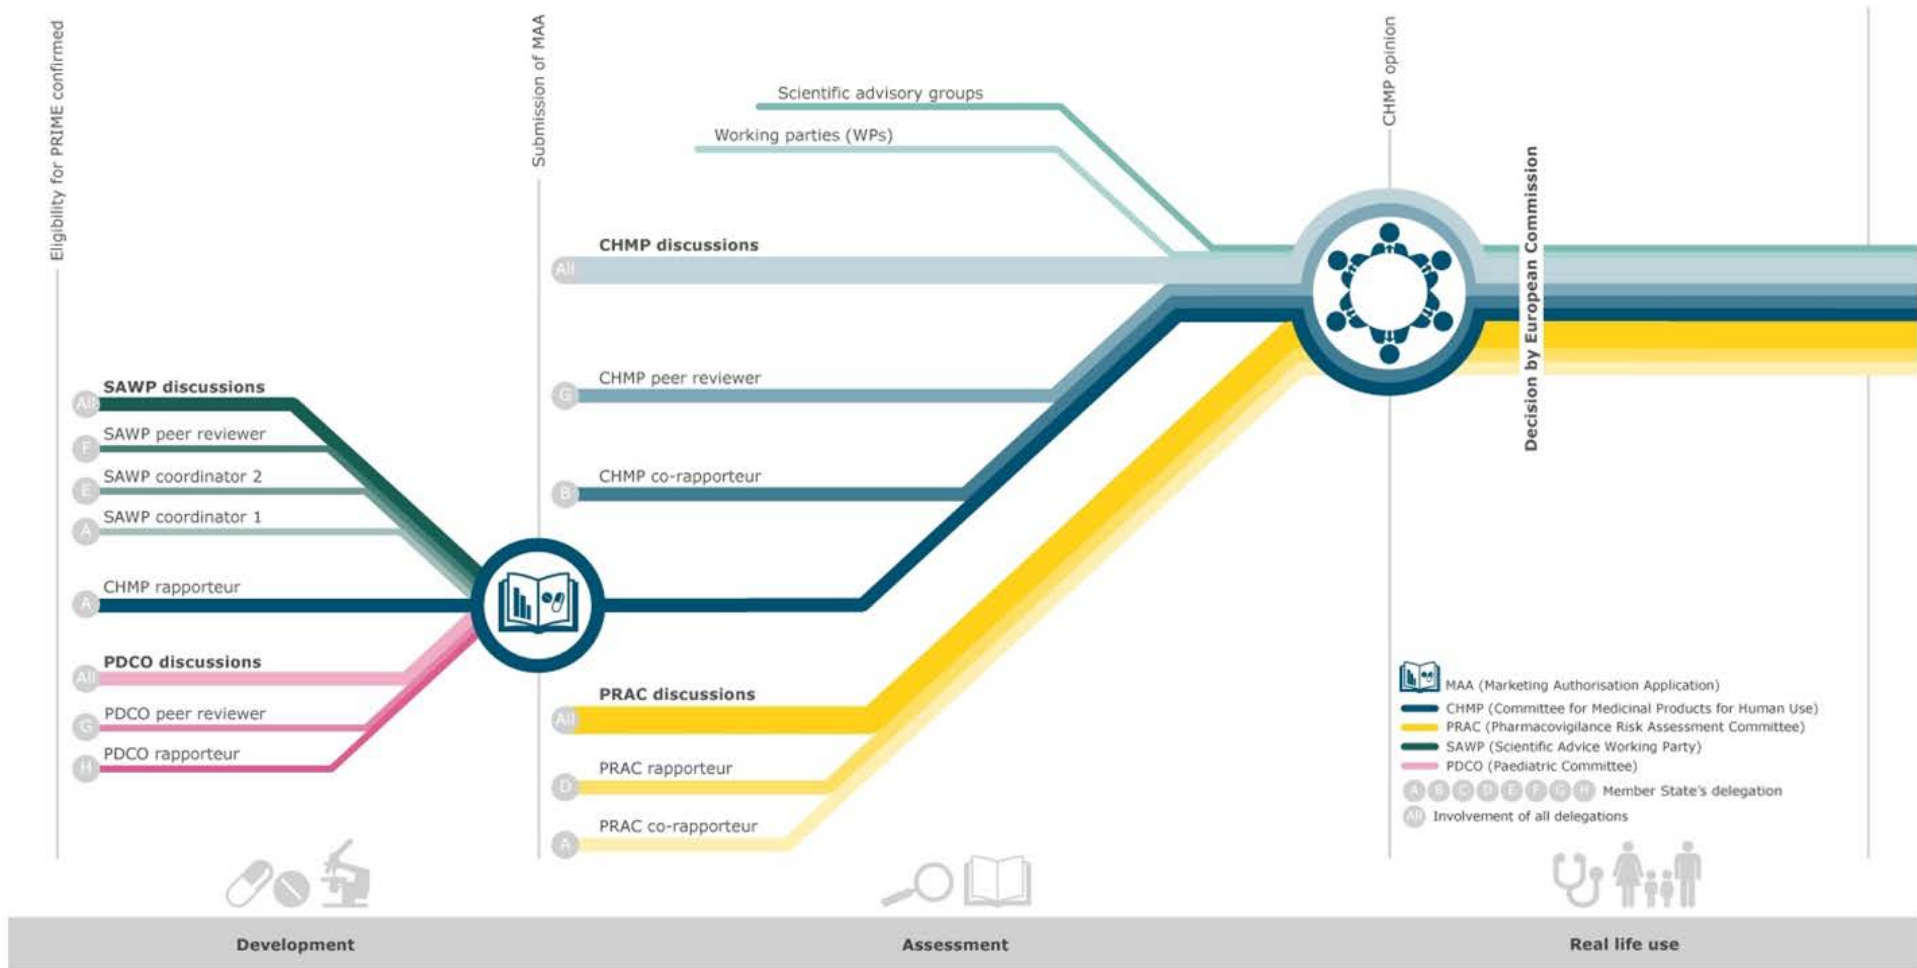 Eligibility for PRIME confirmed
Submission of MAA
CHMP opinion
Decision by European Commission
Scientific advisory groups
Working parties (WPs)
CHMP discussions
All
CHMP peer reviewer
G
CHMP co-rapporteur
B
SAWP discussions
All
SAWP peer reviewer
F
SAWP coordinator 2
E
SAWP coordinator 1
A
CHMP rapporteur
A
PDCO discussions
All
PDCO peer reviewer
G
PDCO rapporteur
H
PRAC discussions
All
PRAC rapporteur
D
PRAC co-rapporteur
A
MAA (Marketing Authorisation Application)
CHMP (Committee for Medicinal Products for Human Use)
PRAC (Pharmacovigilance Risk Assessment Committee)
SAWP (Scientific Advice Working Party)
PDCO (Paediatric Committee)
A B C D E F G H Member State's delegation
All Involvement of all delegations
Development
Assessment
Real life use